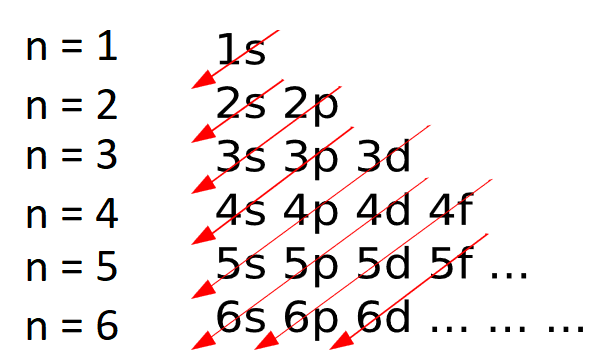 n = 1 1s
n = 2 2s 2p
n = 3 3s 3p 3d
n = 4 4s 4p 4d 4f
n = 5 5s 5p 5d 5f ...
n = 6 6s 6p 6d ... ... ...